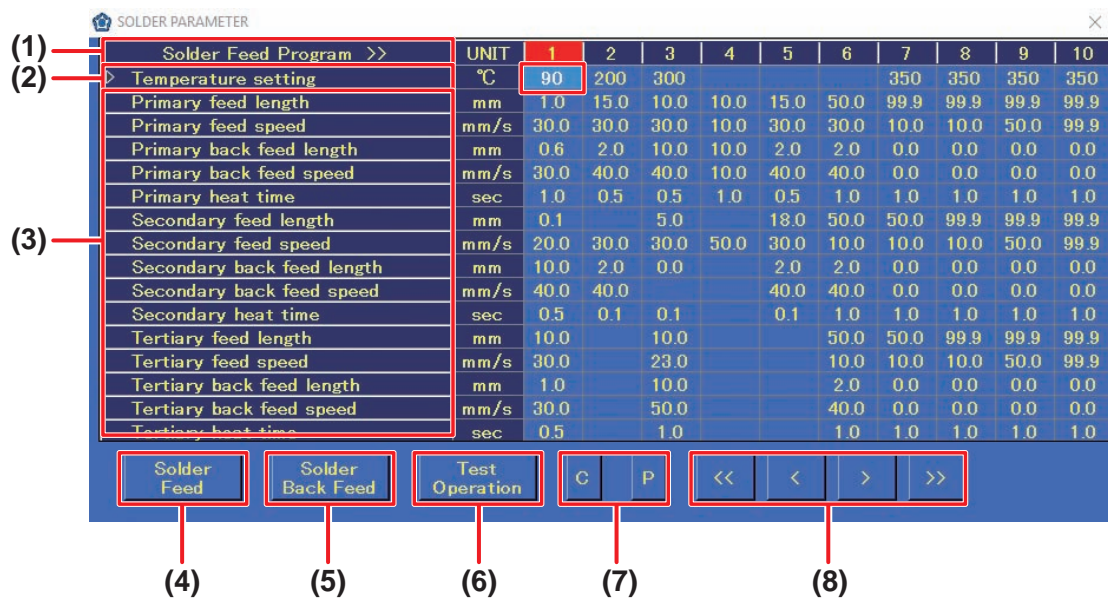 SOLDER PARAMETER
(1) Solder Feed Program >> UNIT 1 2 3 4 5 6 7 8 9 10
(2) Temperature setting ℃ 90 200 300 350 350 350 350
Primary feed length mm 1.0 15.0 10.0 10.0 15.0 50.0 99.9 99.9 99.9 99.9
Primary feed speed mm/s 30.0 30.0 30.0 10.0 30.0 30.0 10.0 10.0 50.0 99.9
Primary back feed length mm 0.6 2.0 10.0 10.0 2.0 2.0 0.0 0.0 0.0 0.0
Primary back feed speed mm/s 30.0 40.0 40.0 10.0 40.0 40.0 0.0 0.0 0.0 0.0
Primary heat time sec 1.0 0.5 0.5 1.0 0.5 1.0 1.0 1.0 1.0 1.0
Secondary feed length mm 0.1 5.0 18.0 50.0 50.0 99.9 99.9 99.9
(3) Secondary feed speed mm/s 20.0 30.0 30.0 50.0 30.0 10.0 10.0 10.0 50.0 99.9
Secondary back feed length mm 10.0 2.0 0.0 2.0 2.0 0.0 0.0 0.0 0.0
Secondary back feed speed mm/s 40.0 40.0 40.0 40.0 0.0 0.0 0.0 0.0
Secondary heat time sec 0.5 0.1 0.1 0.1 1.0 1.0 1.0 1.0 1.0
Tertiary feed length mm 10.0 10.0 50.0 50.0 99.9 99.9 99.9
Tertiary feed speed mm/s 30.0 23.0 10.0 10.0 10.0 50.0 99.9
Tertiary back feed length mm 1.0 10.0 2.0 0.0 0.0 0.0 0.0
Tertiary back feed speed mm/s 30.0 50.0 40.0 0.0 0.0 0.0 0.0
Tertiary heat time sec 0.5 1.0 1.0 1.0 1.0 1.0 1.0
Solder Feed
Solder Back Feed
Test Operation
C P << < > >>
(4) (5) (6) (7) (8)